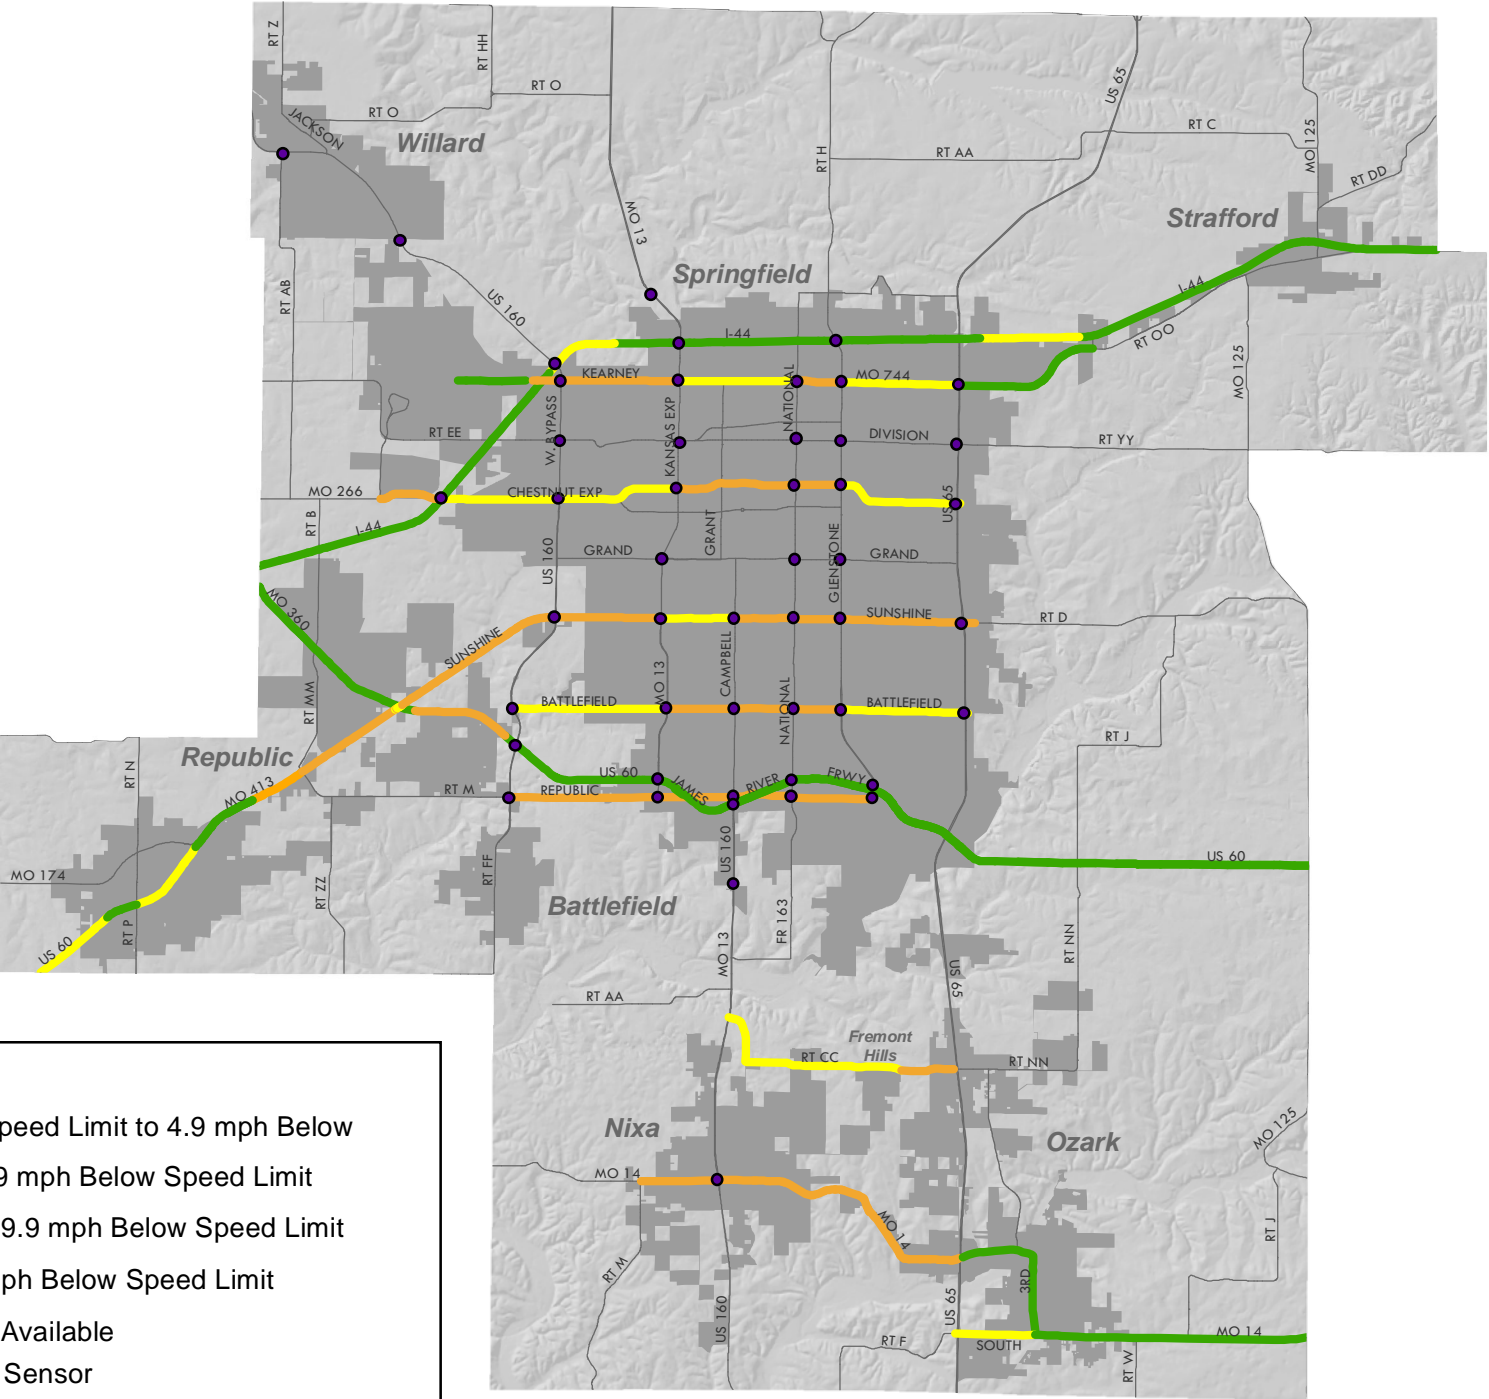 RT Z
RT HH
RT O
RT O
JACKSON
Willard
US 65
RT C
RT AA
RT H
MO 125
RT DD
Strafford
MO 13
Springfield
RT AB
US 160
I-44
I-44
RT OO
MO 125
KEARNEY
NATIONAL
MO 744
W. BYPASS
KANSAS EXP
RT EE
DIVISION
RT YY
MO 266
CHESTNUT EXP
US 65
RT B
I-44
GRANT
GLENSTONE
US 160
GRAND
GRAND
MO 360
SUNSHINE
SUNSHINE
RT D
CAMPBELL
MO 13
RT MM
BATTLEFIELD
NATIONAL
BATTLEFIELD
RT J
Republic
RT N
US 60
JAMES
RIVER
FRWY
MO 413
RT M
REPUBLIC
US 160
RT FF
US 60
MO 174
RT ZZ
Battlefield
RT P
FR 163
US 60
MO 13
RT NN
US 65
RT AA
Fremont
Hills
RT CC
RT NN
Nixa
Ozark
MO 125
MO 14
MO 14
RT J
RT M
3RD
US 160
US 65
RT F
SOUTH
RT W
MO 14
peed Limit to 4.9 mph Below
9 mph Below Speed Limit
9.9 mph Below Speed Limit
ph Below Speed Limit
Available
Sensor